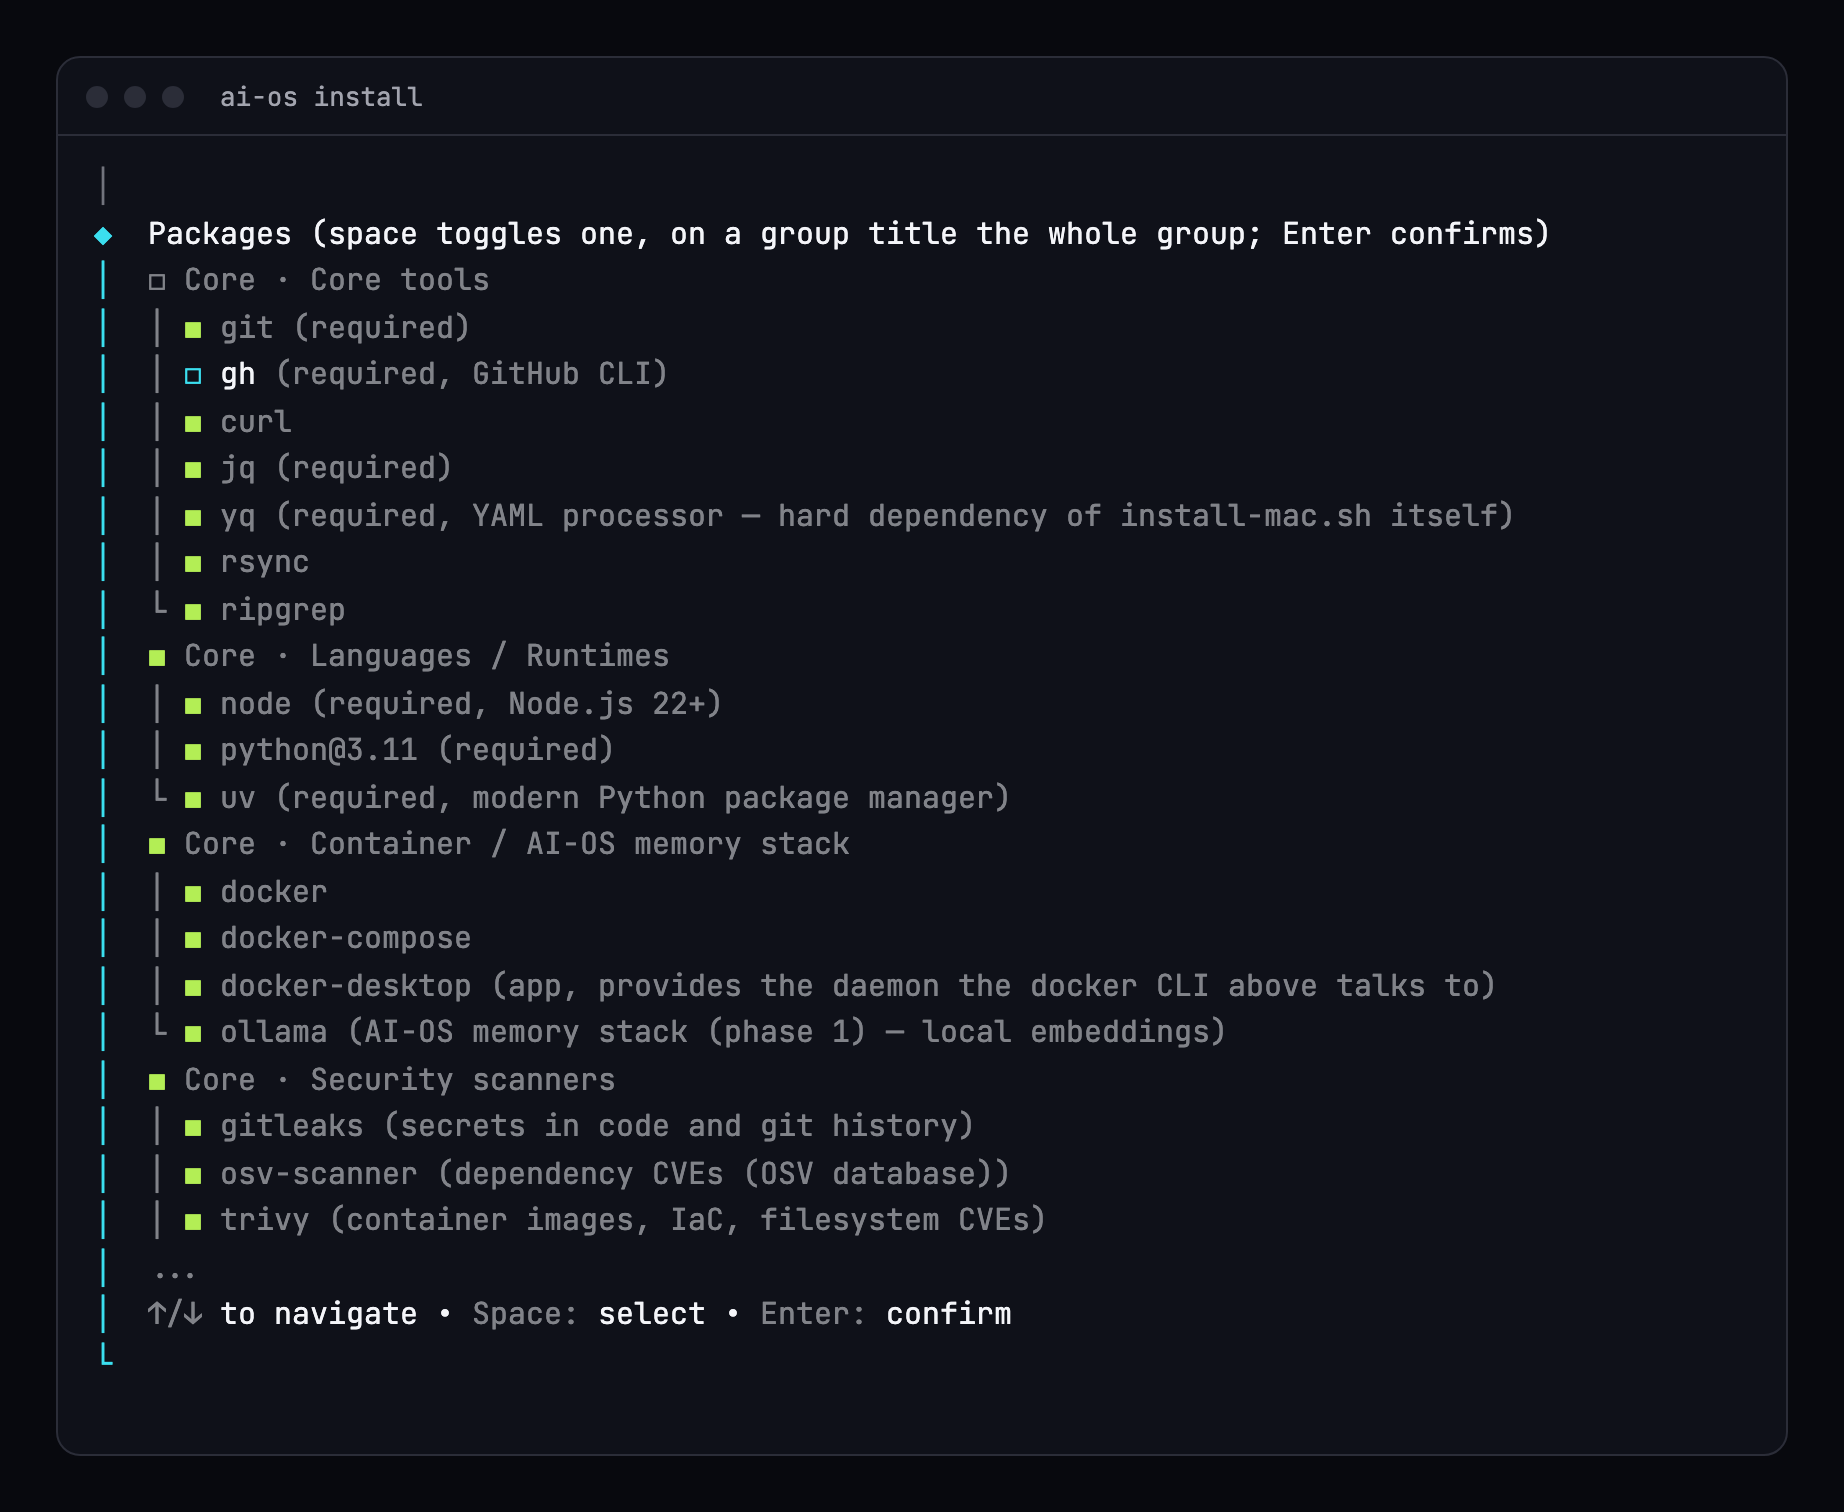 ai-os install
Packages (space toggles one, on a group title the whole group; Enter confirms)
Core · Core tools
git (required)
gh (required, GitHub CLI)
curl
jq (required)
yq (required, YAML processor — hard dependency of install-mac.sh itself)
rsync
ripgrep
Core · Languages / Runtimes
node (required, Node.js 22+)
python@3.11 (required)
uv (required, modern Python package manager)
Core · Container / AI-OS memory stack
docker
docker-compose
docker-desktop (app, provides the daemon the docker CLI above talks to)
ollama (AI-OS memory stack (phase 1) — local embeddings)
Core · Security scanners
gitleaks (secrets in code and git history)
osv-scanner (dependency CVEs (OSV database))
trivy (container images, IaC, filesystem CVEs)
...
↑/↓ to navigate • Space: select • Enter: confirm